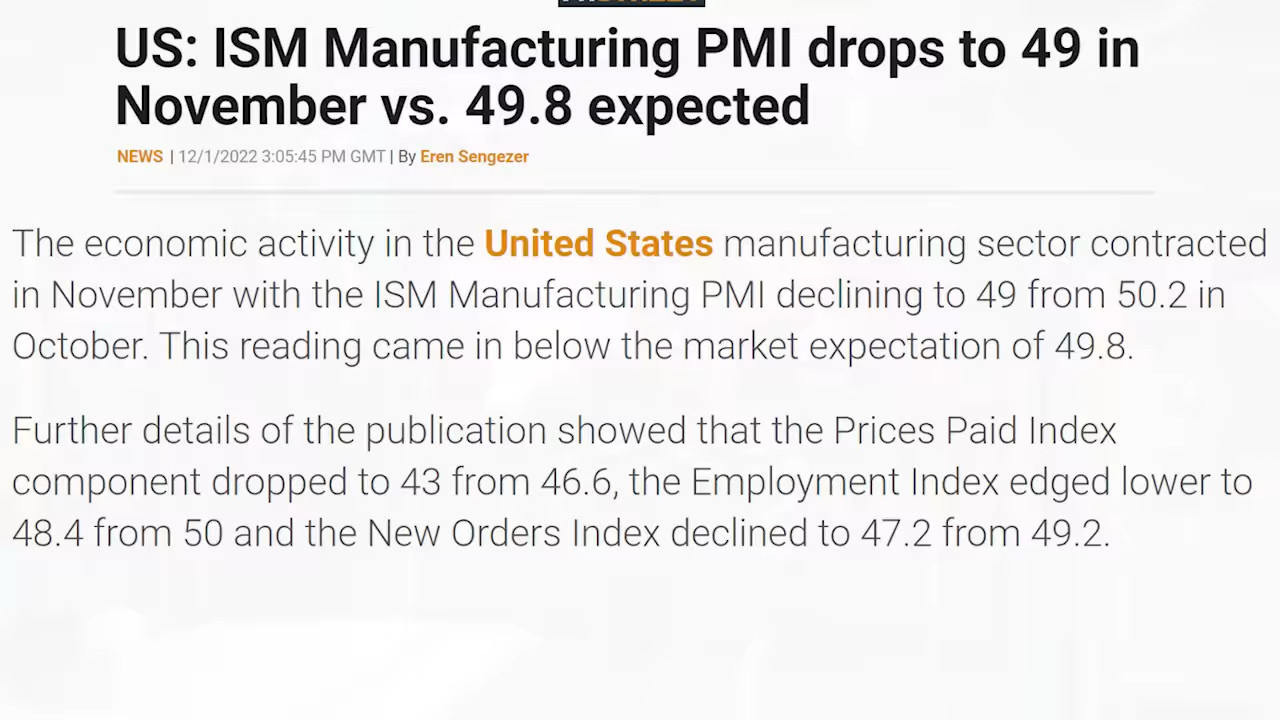 US: ISM Manufacturing PMI drops to 49 in
November vs. 49.8 expected
NEWS | 12/1/2022 3:05:45 PM GMT | By Eren Sengezer
The economic activity in the United States manufacturing sector contracted
in November with the ISM Manufacturing PMI declining to 49 from 50.2 in
October. This reading came in below the market expectation of 49.8.
Further details of the publication showed that the Prices Paid Index
component dropped to 43 from 46.6, the Employment Index edged lower to
48.4 from 50 and the New Orders Index declined to 47.2 from 49.2.